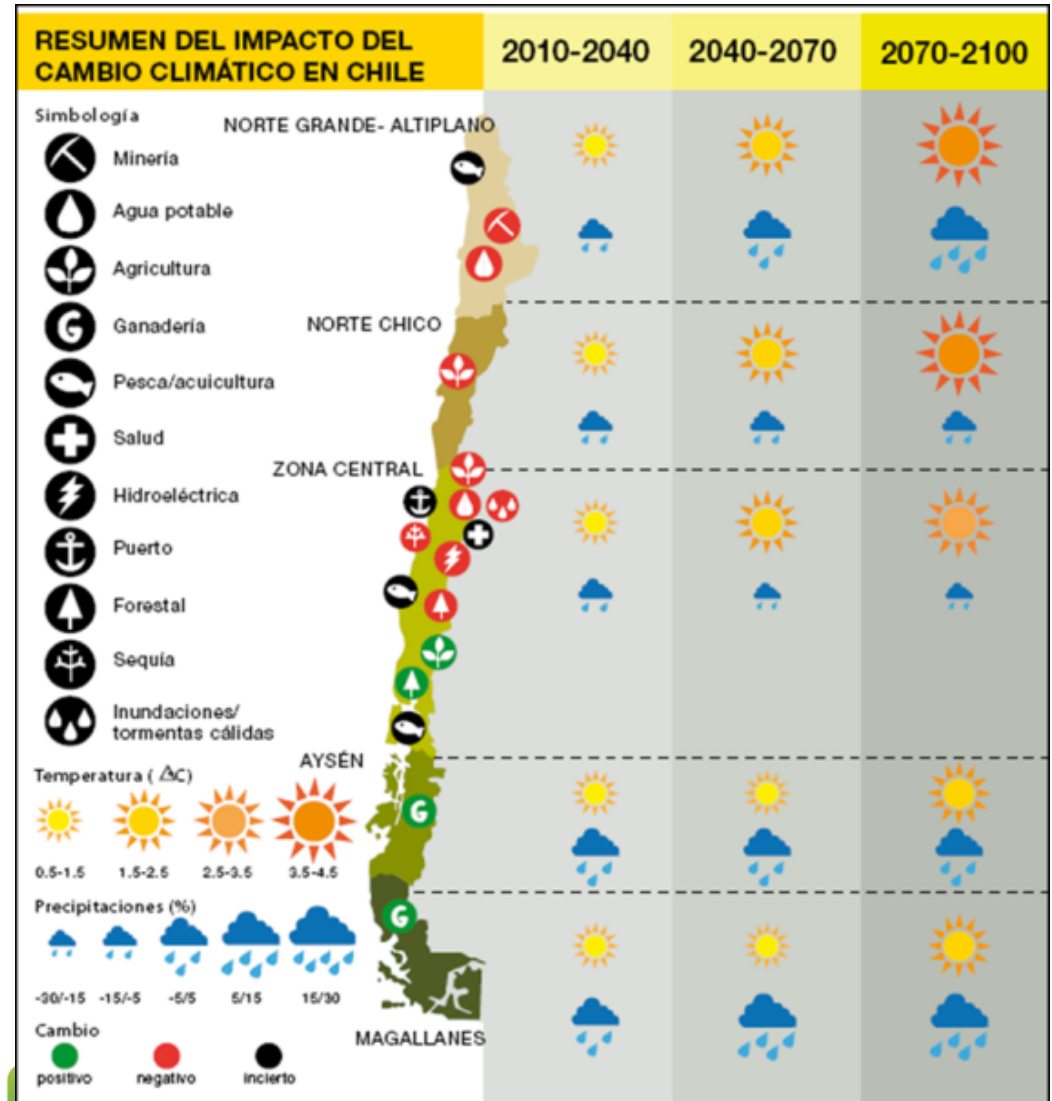 RESUMEN DEL IMPACTO DEL
CAMBIO CLIMÁTICO EN CHILE
2010-2040
2040-2070
2070-2100
Simbología
Minería
Agua potable
Agricultura
Ganadería
Pesca/acuicultura
Salud
Hidroeléctrica
Puerto
Forestal
Sequía
Inundaciones/
tormentas cálidas
NORTE GRANDE- ALTIPLANO
NORTE CHICO
ZONA CENTRAL
AYSÉN
MAGALLANES
Temperatura ( ΔC)
0.5-1.5 1.5-2.5 2.5-3.5 3.5-4.5
Precipitaciones (%)
-30/-15 -15/-5 -5/5 5/15 15/30
Cambio
positivo negativo incierto